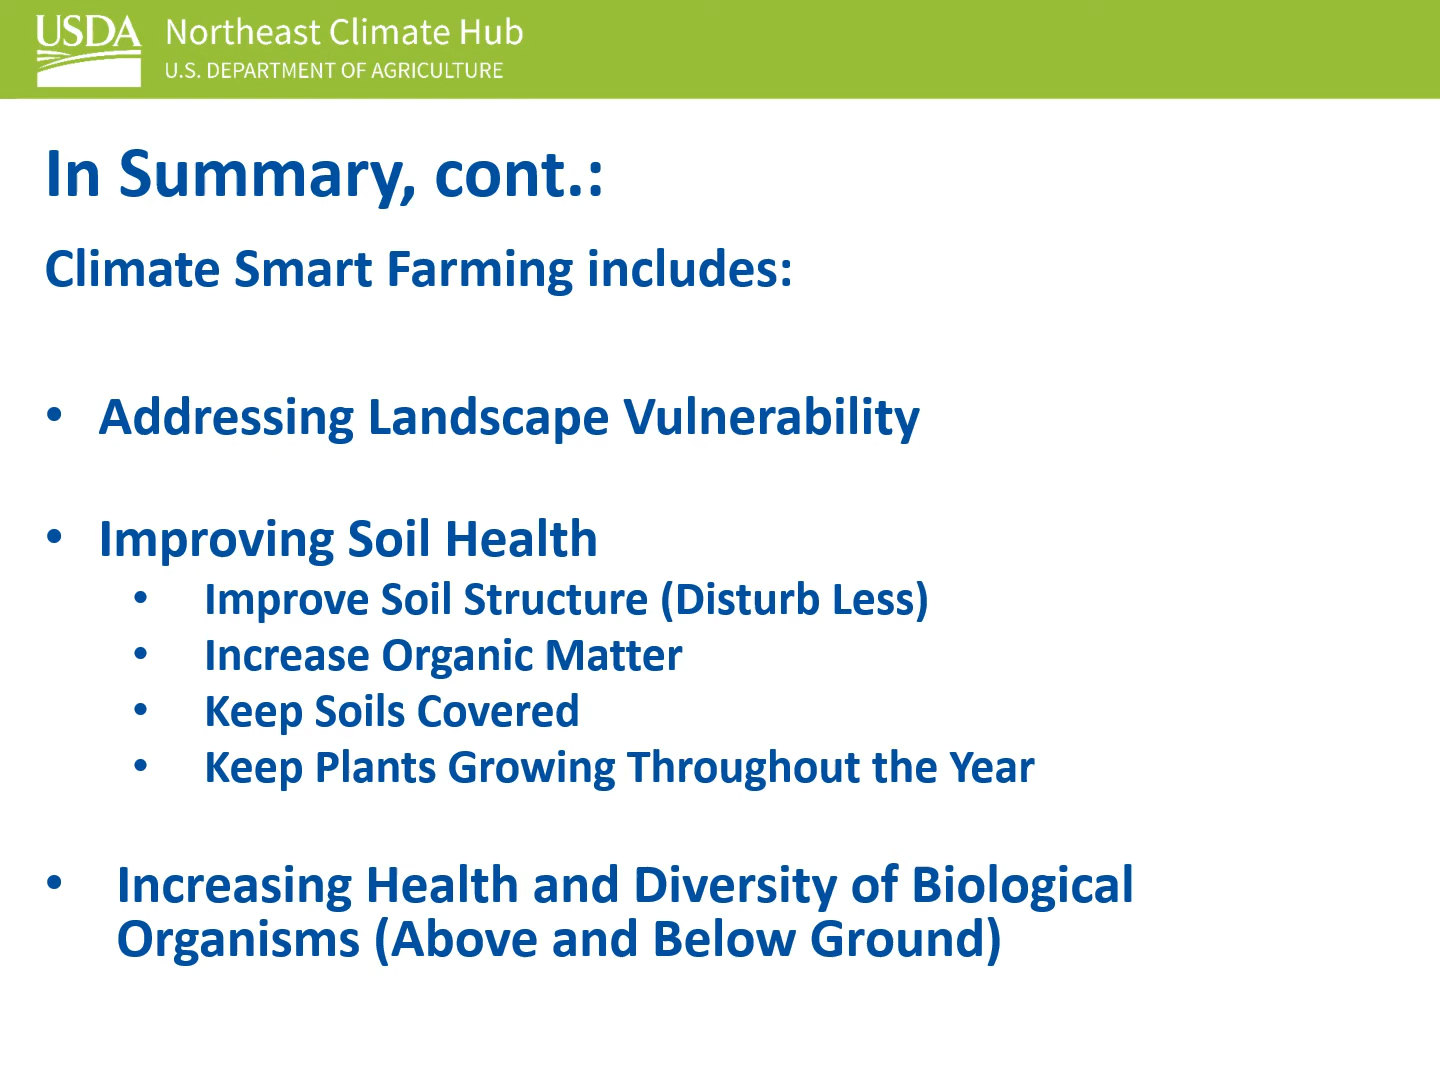 USDA
Northeast Climate Hub
U.S. DEPARTMENT OF AGRICULTURE
In Summary, cont.:
Climate Smart Farming includes:
• Addressing Landscape Vulnerability
• Improving Soil Health
• Improve Soil Structure (Disturb Less)
• Increase Organic Matter
• Keep Soils Covered
• Keep Plants Growing Throughout the Year
• Increasing Health and Diversity of Biological
Organisms (Above and Below Ground)